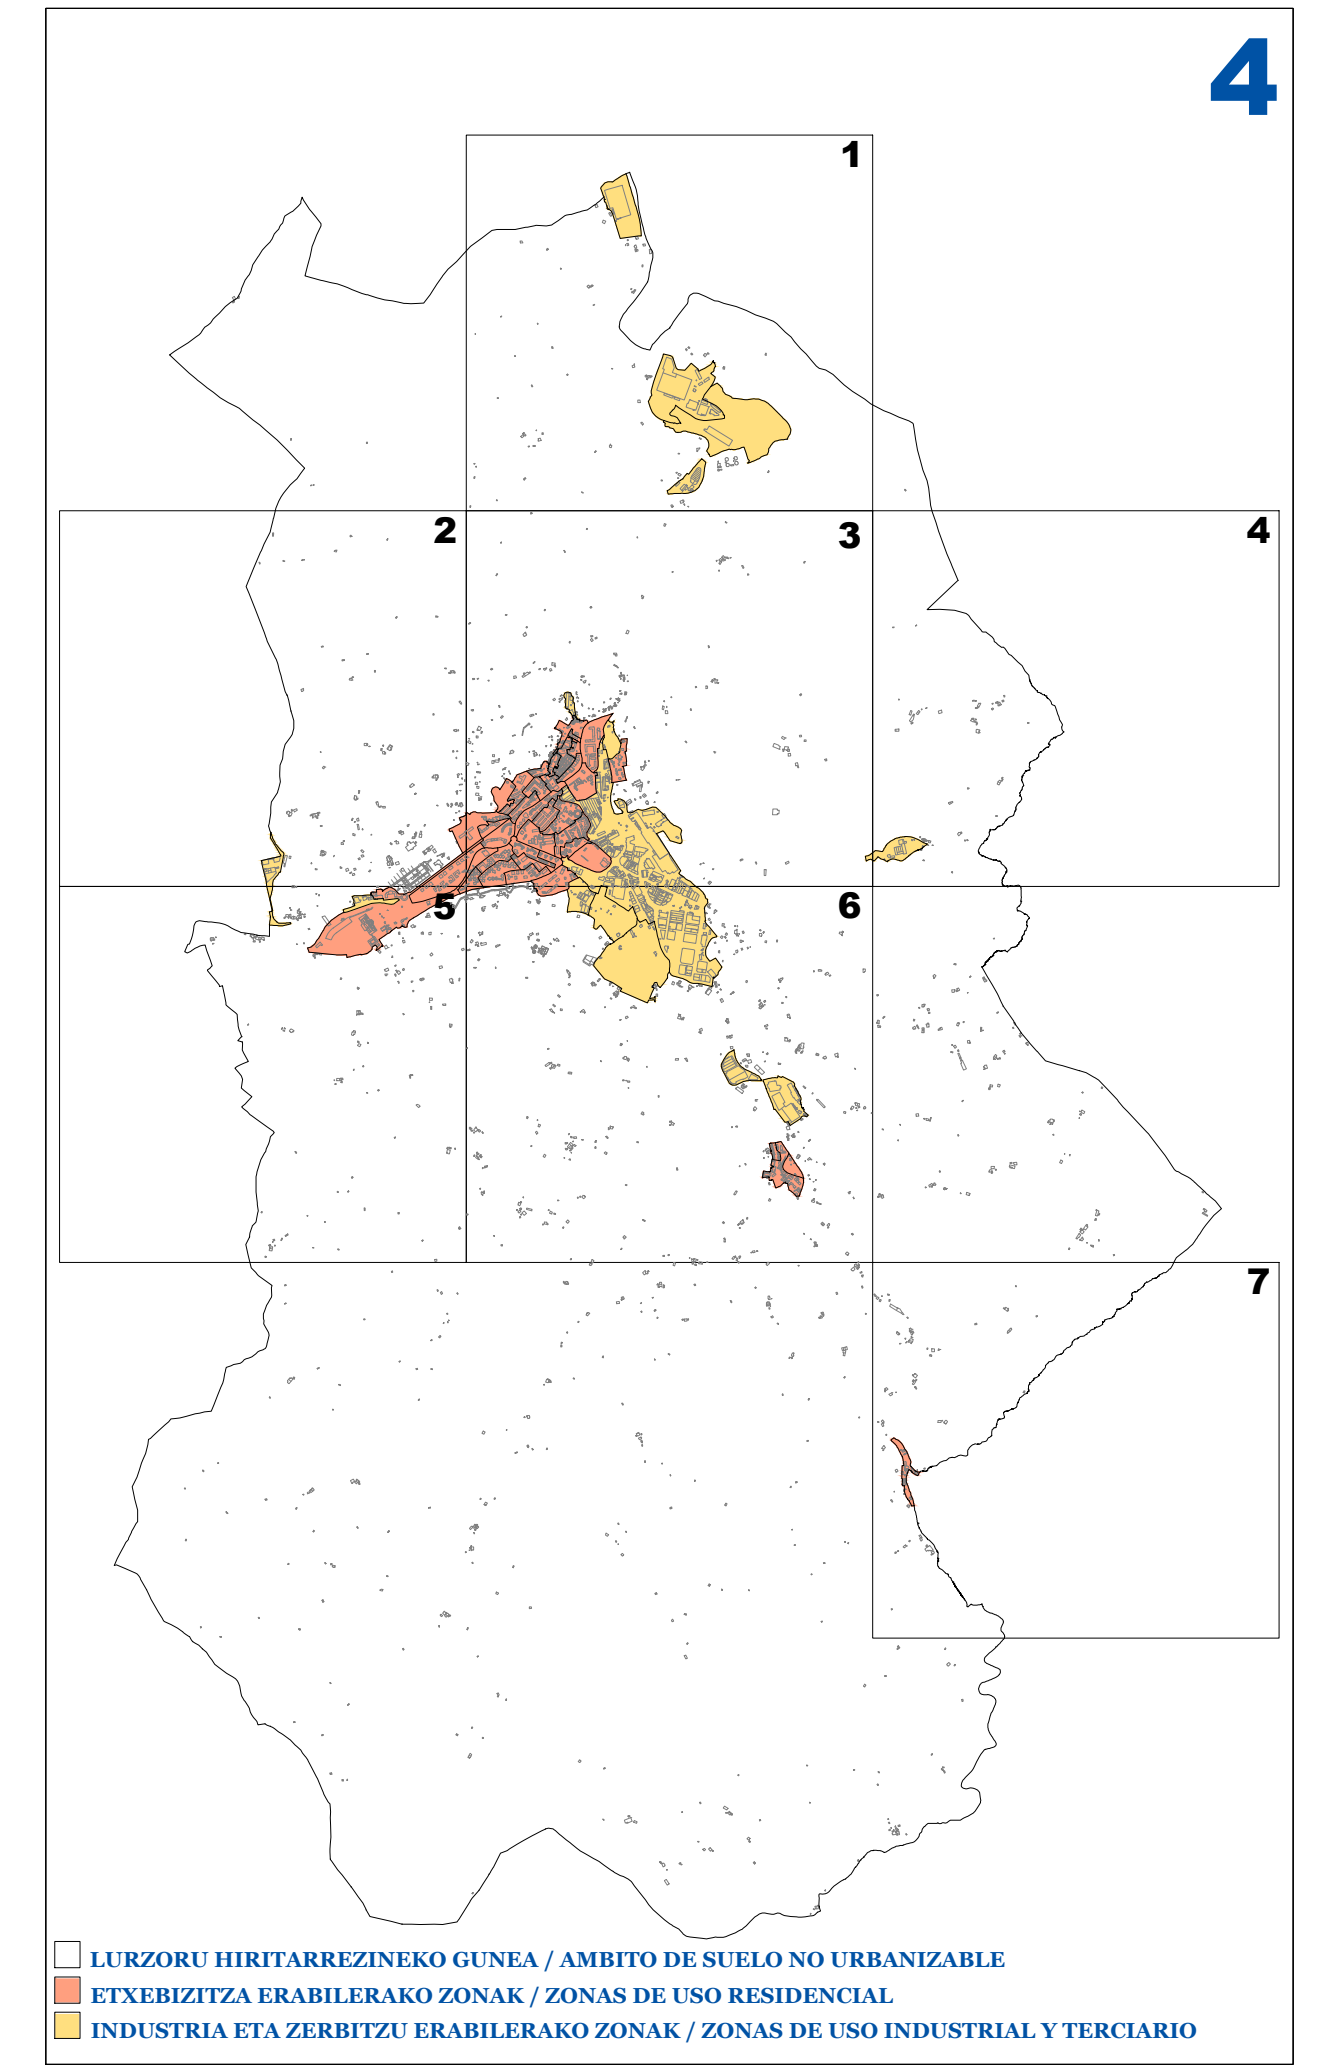 4
1
2
3
4
5
6
7
LURZORU HIRITARREZINEKO GUNEA / AMBITO DE SUELO NO URBANIZABLE
ETXEBIZITZA ERABILERAKO ZONAK / ZONAS DE USO RESIDENCIAL
INDUSTRIA ETA ZERBITZU ERABILERAKO ZONAK / ZONAS DE USO INDUSTRIAL Y TERCIARIO